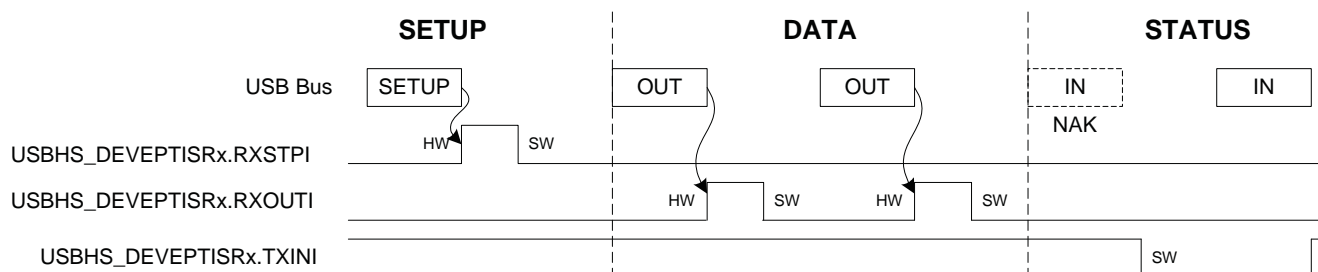 SETUP DATA STATUS
USB Bus SETUP OUT OUT IN IN
NAK
HW SW
USBHS_DEVEPTISRx.RXSTPI
USBHS_DEVEPTISRx.RXOUTI HW SW HW SW
USBHS_DEVEPTISRx.TXINI SW